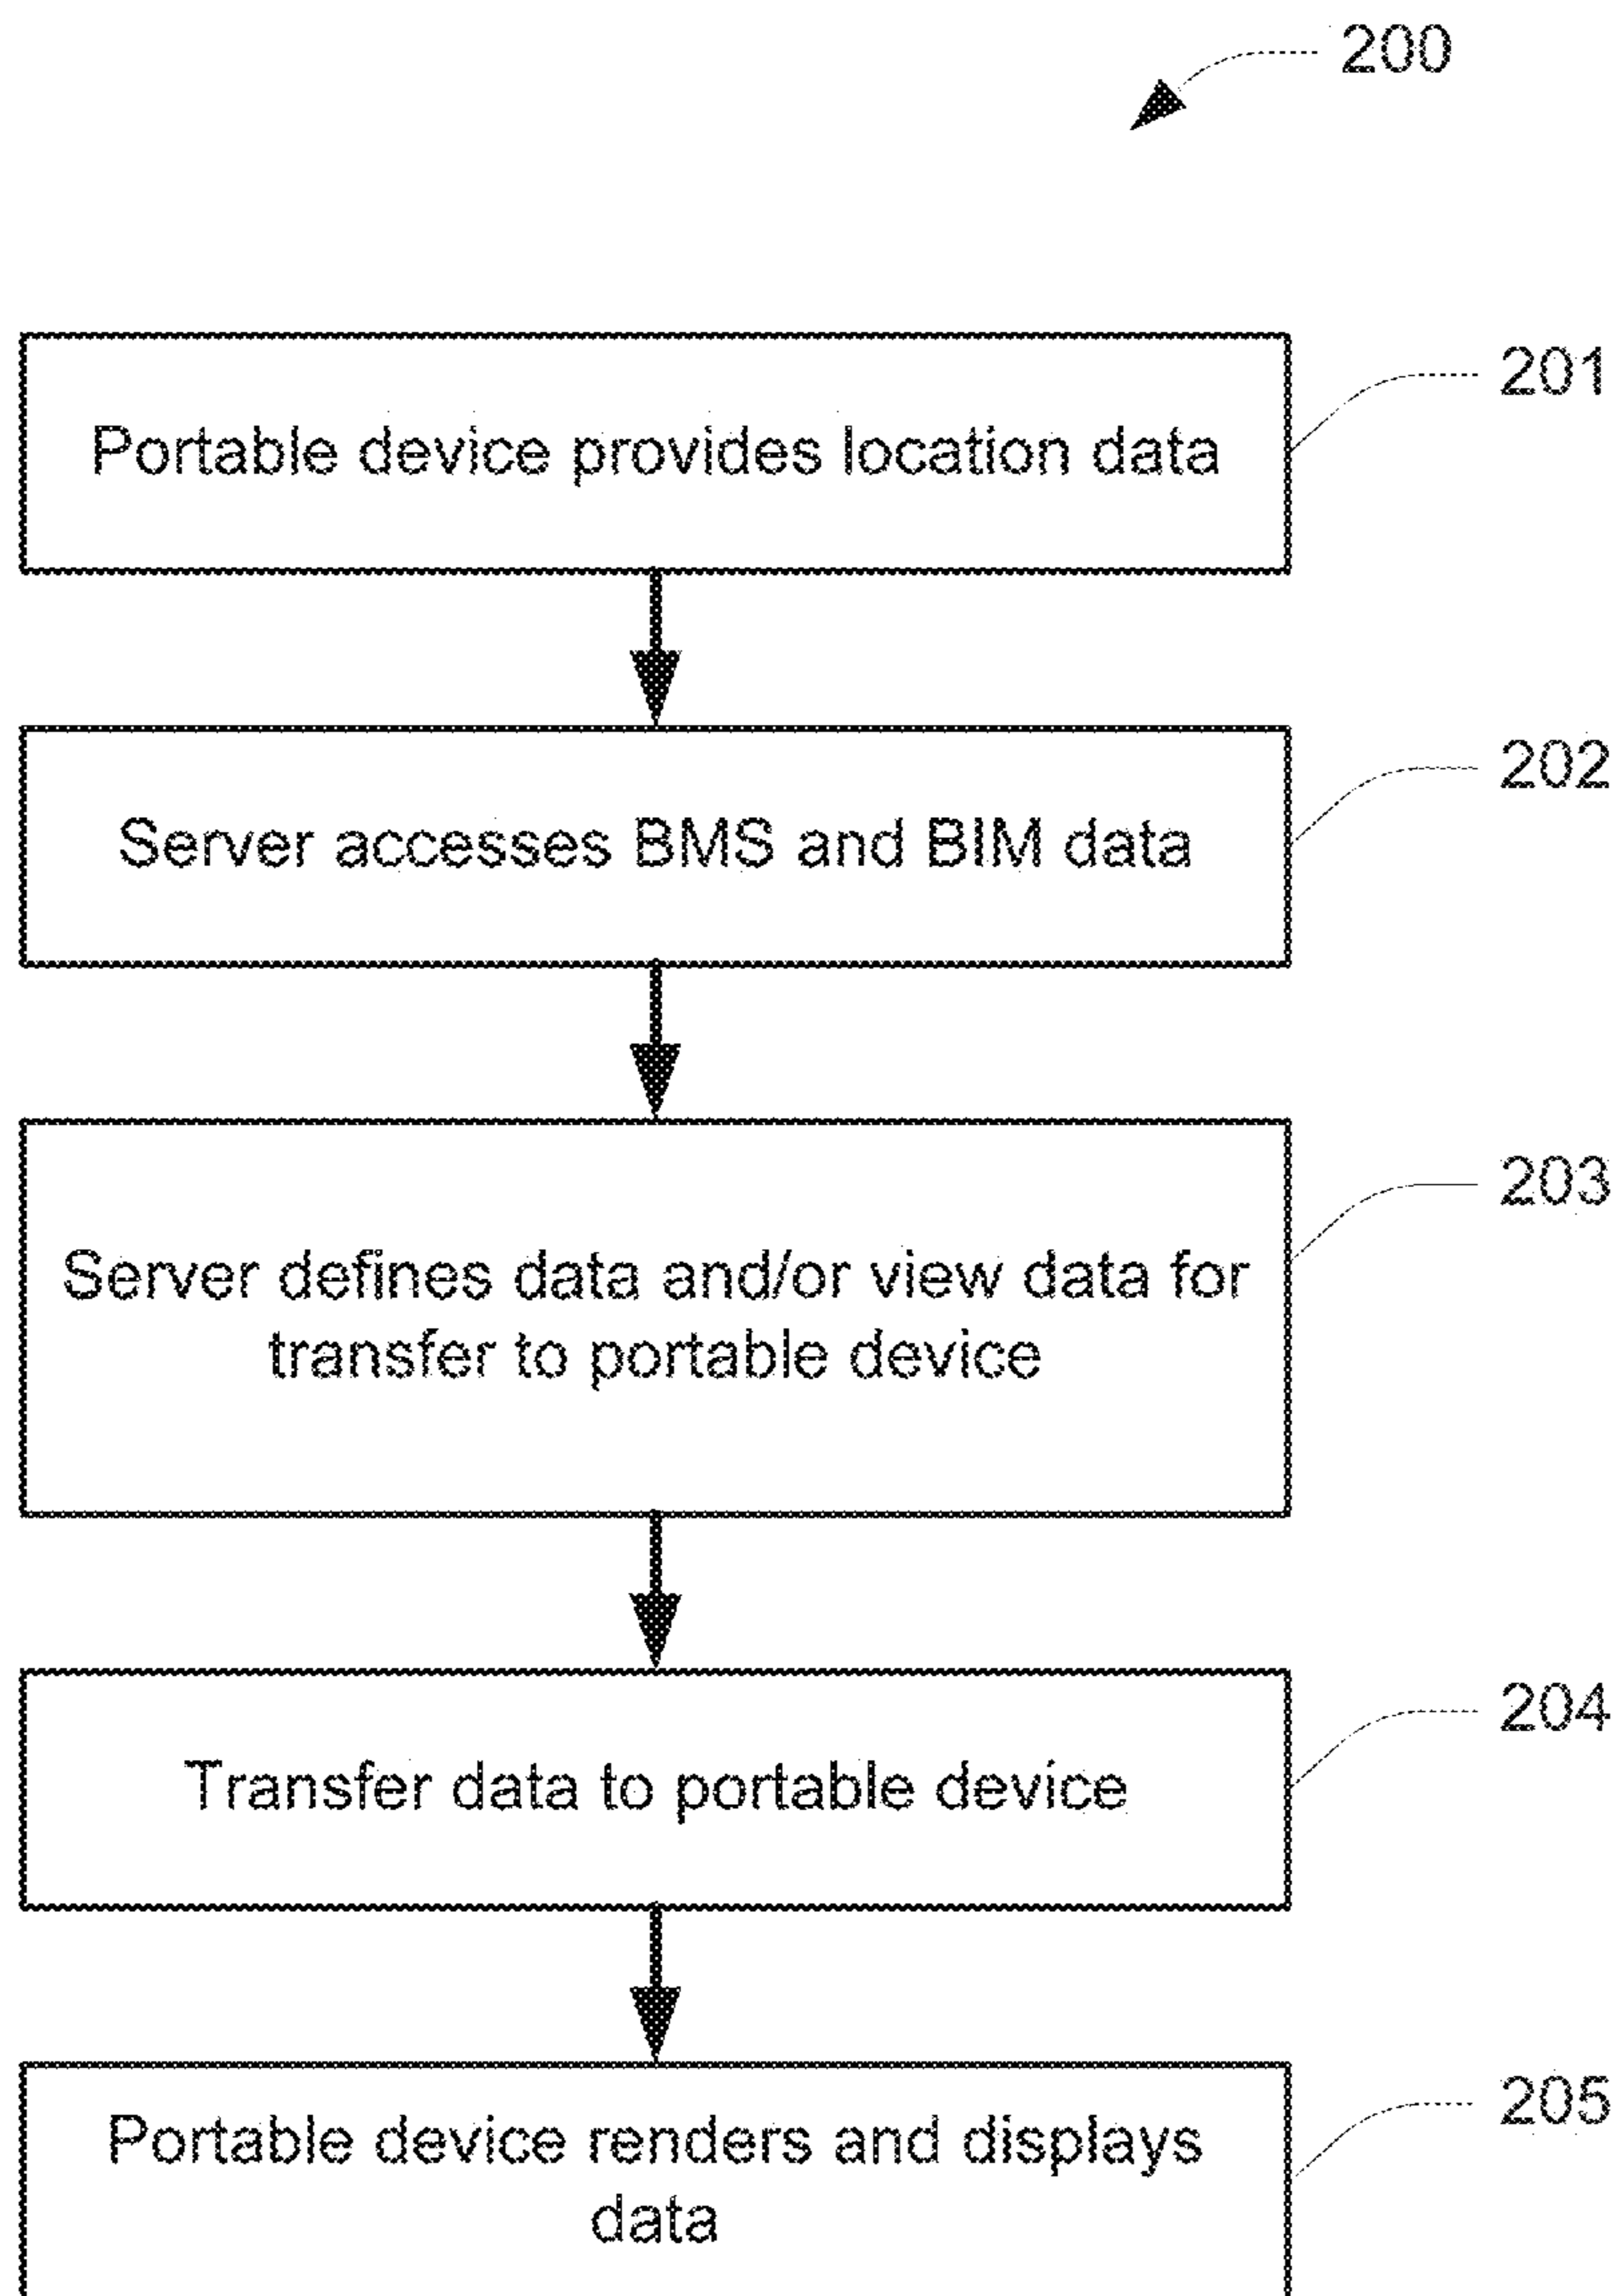 200
201
Portable device provides location data
202
Server accesses BMS and BIM data
203
Server defines data and/or view data for
transfer to portable device
204
Transfer data to portable device
205
Portable device renders and displays
data